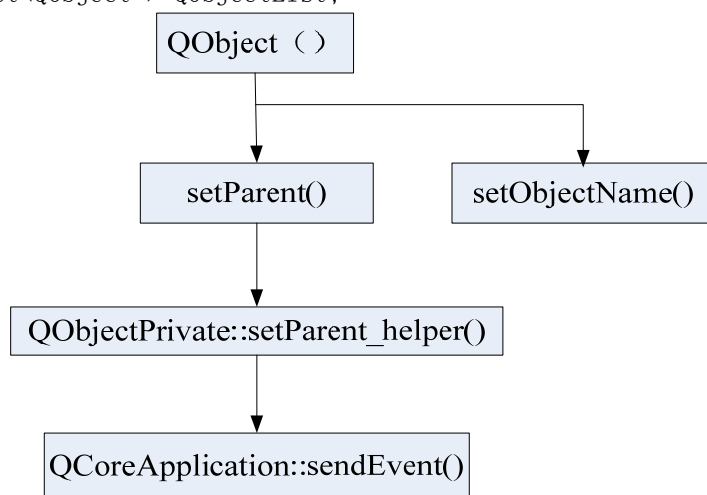 QObject（）
setParent()
setObjectName()
QObjectPrivate::setParent_helper()
QCoreApplication::sendEvent()